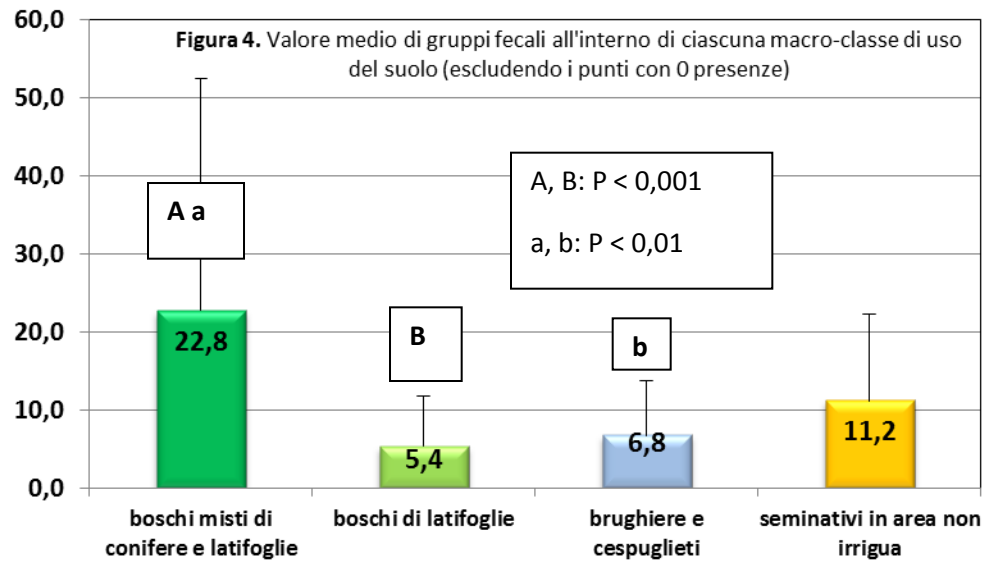 60,0
Figura 4. Valore medio di gruppi fecali all'interno di ciascuna macro-classe di uso
del suolo (escludendo i punti con 0 presenze)
50,0
40,0
A, B: P < 0,001
A a
a, b: P < 0,01
30,0
20,0
22,8
B
b
10,0
11,2
5,4
6,8
0,0
boschi misti di
conifere e latifoglie
boschi di latifoglie
brughiere e
cespuglieti
seminativi in area non
irrigua